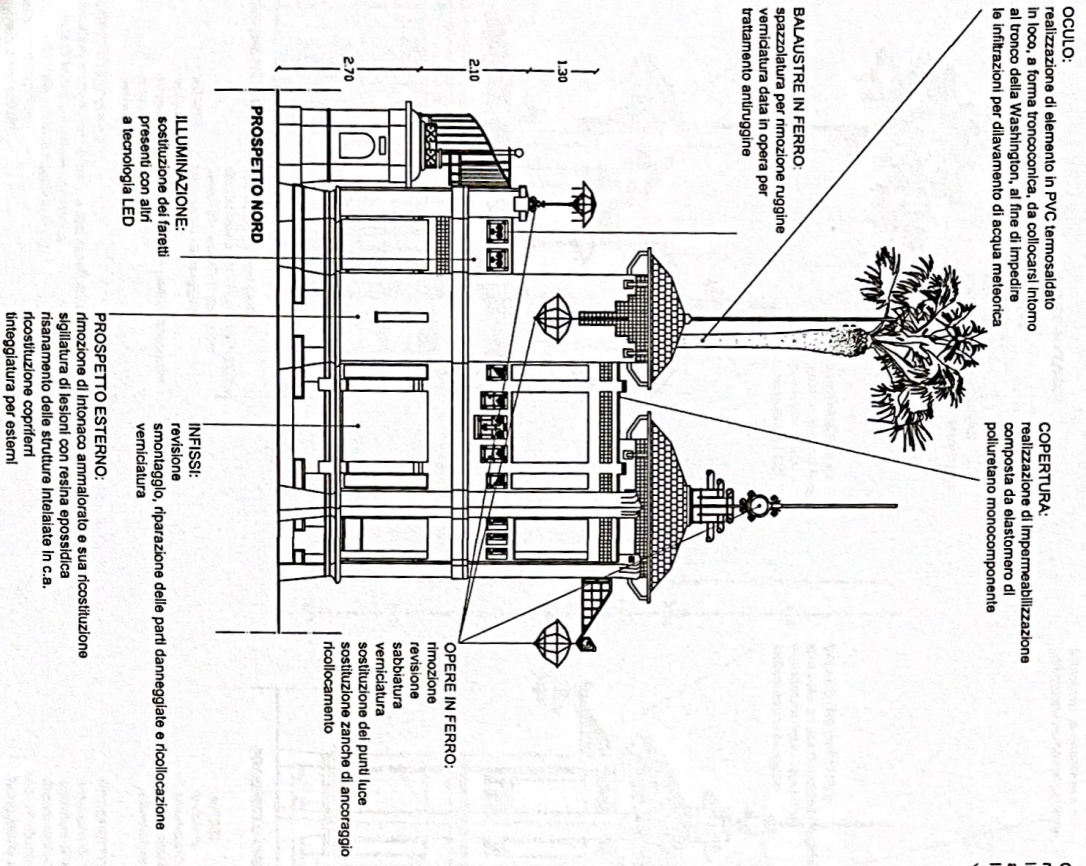 OCULO:
realizzazione di elemento in PVC termosaldato
in loco, a forma troncoconica, da collocarsi intorno
al tronco della Washington, al fine di impedire
le infiltrazioni per dilavamento di acqua meteorica
COPERTURA:
realizzazione di impermeabilizzazione
composta da elastomero di
poliuretano monocomponente
BALAUSTRE IN FERRO:
spazzolatura per rimozione ruggine
verniciatura data in opera per
trattamento antiruggine
1.30
2.10
2.70
OPERE IN FERRO:
rimozione
revisione
sabbiatura
verniciatura
sostituzione dei punti luce
sostituzione zanche di ancoraggio
ricollocamento
PROSPETTO NORD
ILLUMINAZIONE:
sostituzione dei faretti
presenti con altri
a tecnologia LED
INFISSI:
revisione
smontaggio, riparazione delle parti danneggiate e ricollocazione
verniciatura
PROSPETTO ESTERNO:
rimozione di intonaco ammalorato e sua ricostituzione
sigillatura di lesioni con resina epossidica
risanamento delle strutture intelaiate in c.a.
ricostituzione copriferri
tinteggiatura per esterni